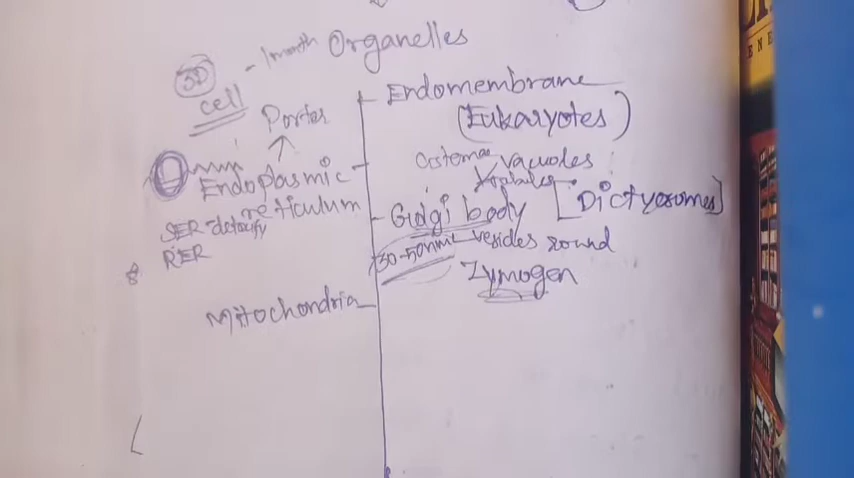 3D - 1month Organelles
cell
Endomembrane
Porter
(Eukaryotes)
Cisternae vacuoles
Endoplasmic
reticulum
Golgi body [Dictyosomes]
SER detoxify
RER
30-50nm vesicles round
Zymogen
Mitochondria